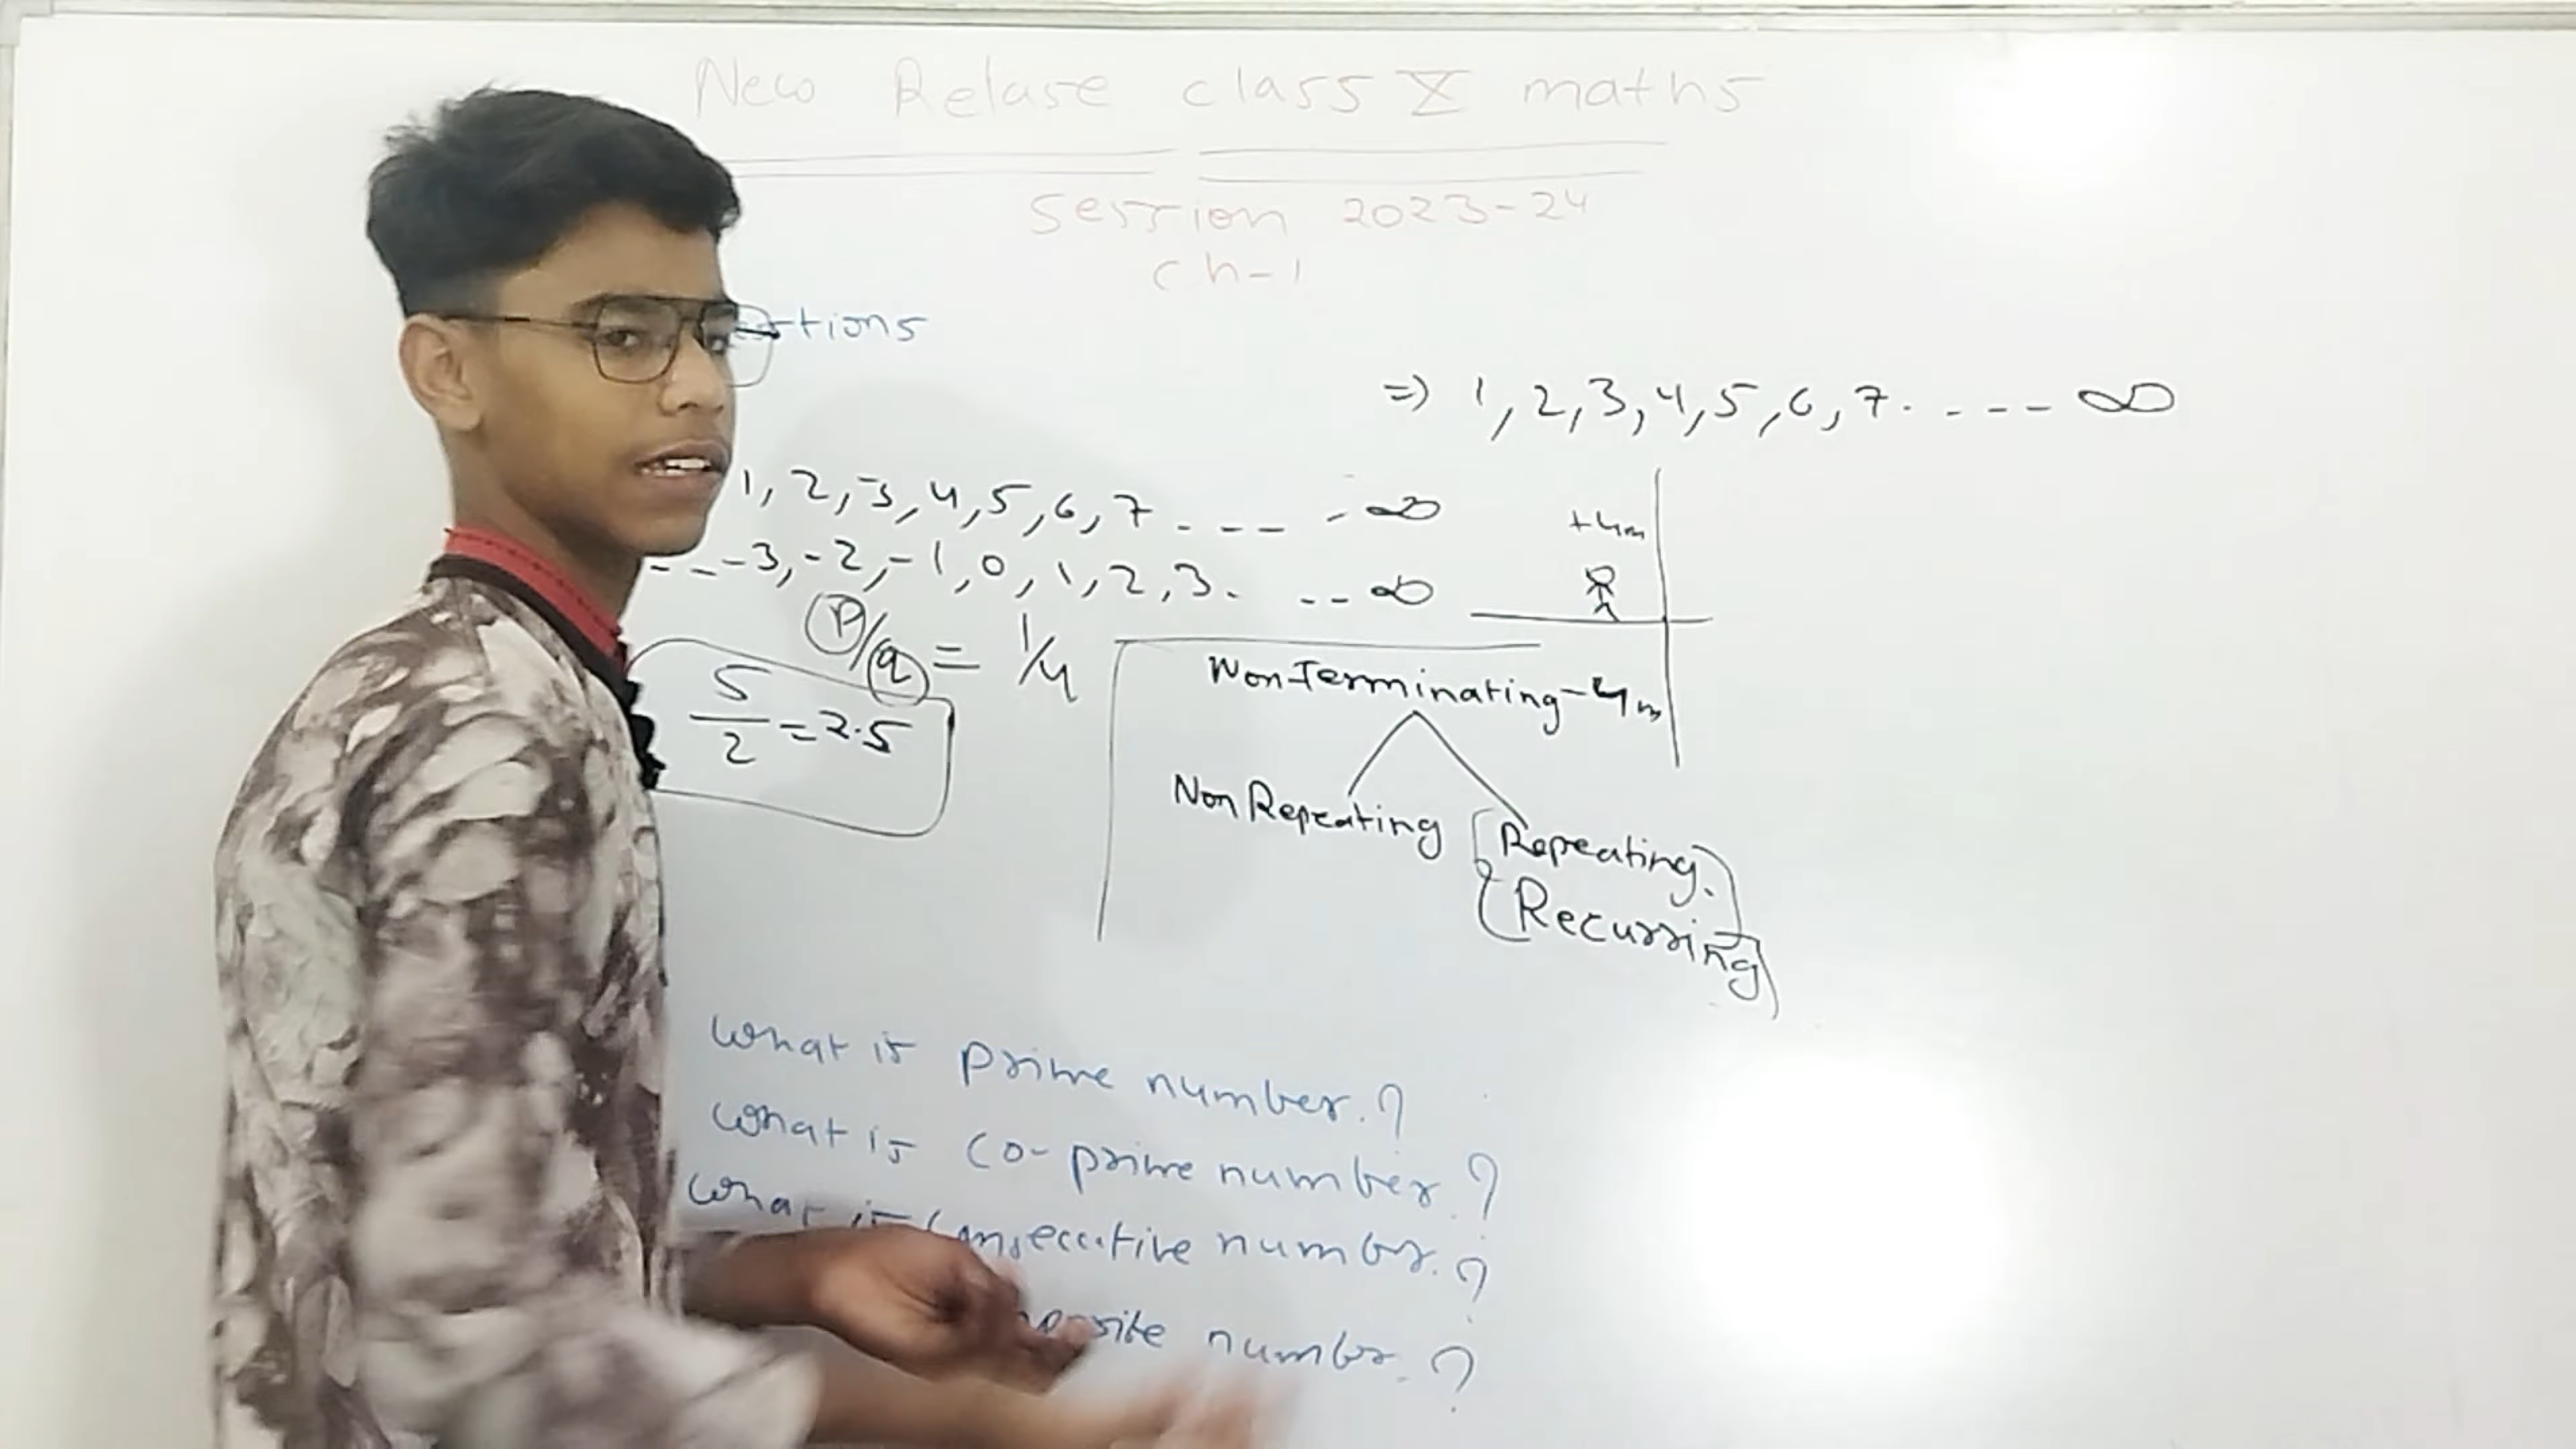 New Relase class X maths
Session 2023-24
Ch-1
tions
=) 1, 2, 3, 4, 5, 6, 7. - - - - ∞
1, 2, 3, 4, 5, 6, 7 - - - - ∞
- - -3, -2, -1, 0, 1, 2, 3. - - ∞
+4m
P/q = 1/4
5/2 = 2.5
Non-Terminating
-4m
Non Repeating
Repeating.
Recurring
What is prime number.?
What is co-prime number.?
What is Consecutive number.?
number.?